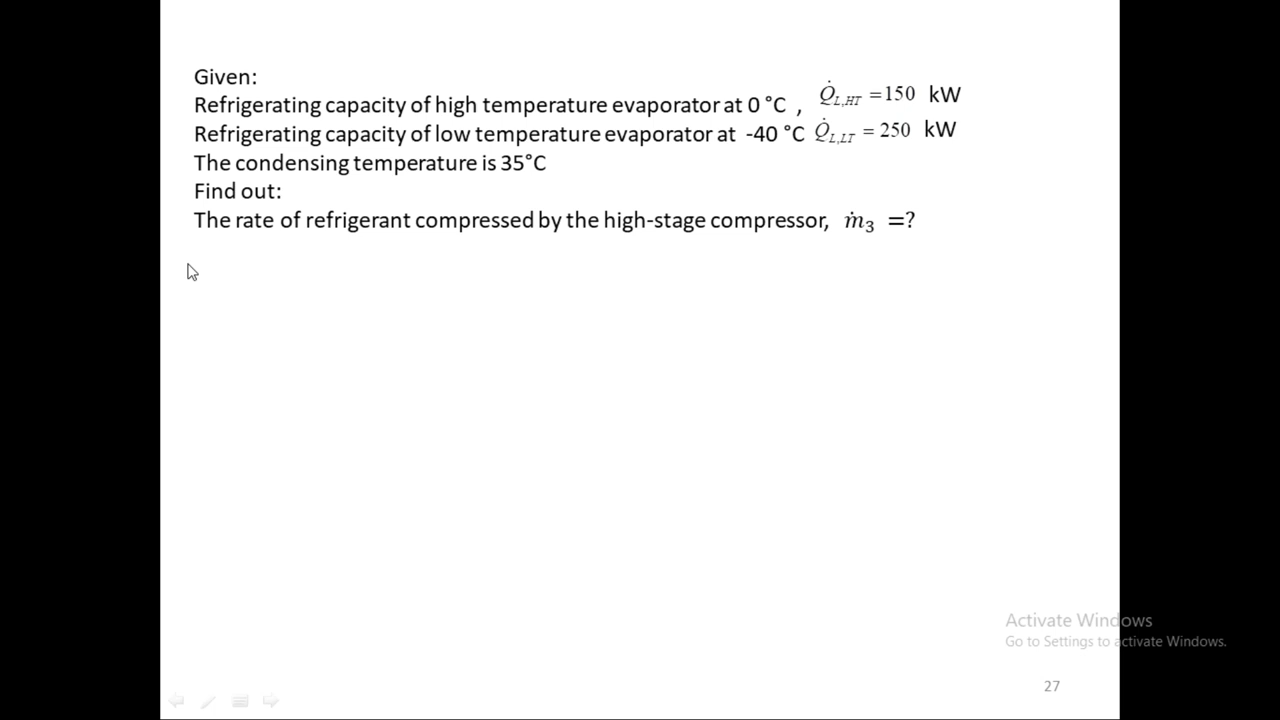 Given:
Refrigerating capacity of high temperature evaporator at 0 °C , Q̇_{L,HT} = 150 kW
Refrigerating capacity of low temperature evaporator at -40 °C Q̇_{L,LT} = 250 kW
The condensing temperature is 35°C
Find out:
The rate of refrigerant compressed by the high-stage compressor, ṁ₃ =?
Activate Windows
Go to Settings to activate Windows.
27